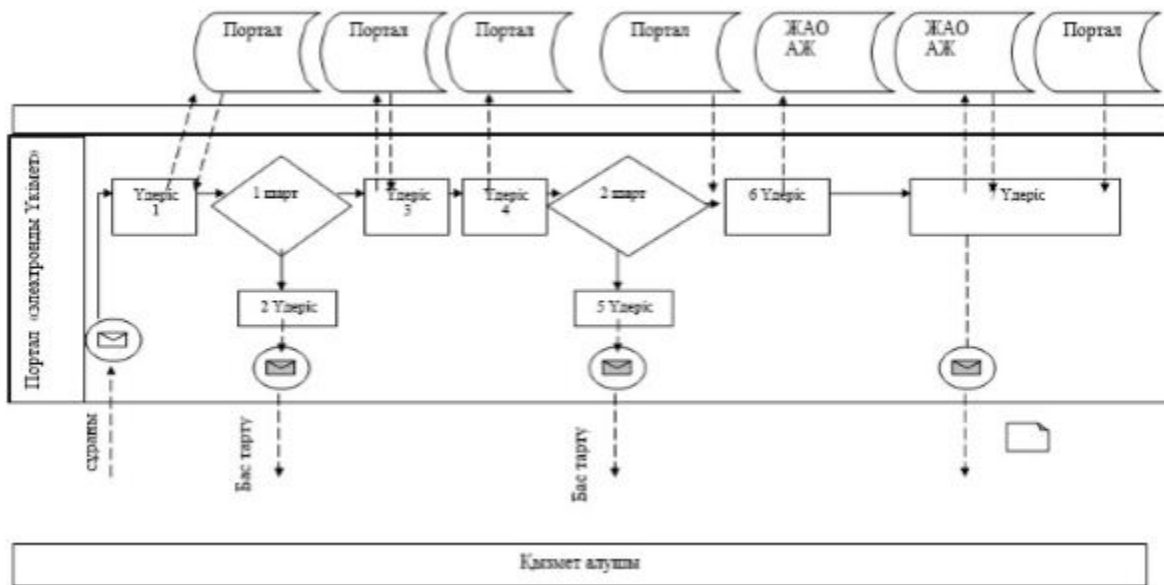 Портал
Портал
Портал
Портал
ЖАО
АЖ
ЖАО
АЖ
Портал
Портал «электронды Үкімет»
Үдеріс
1
1 шарт
Үдеріс
3
Үдеріс
4
2 шарт
6 Үдеріс
7 Үдеріс
2 Үдеріс
5 Үдеріс
сұраны
Бас тарту
Бас тарту
Қызмет алушы